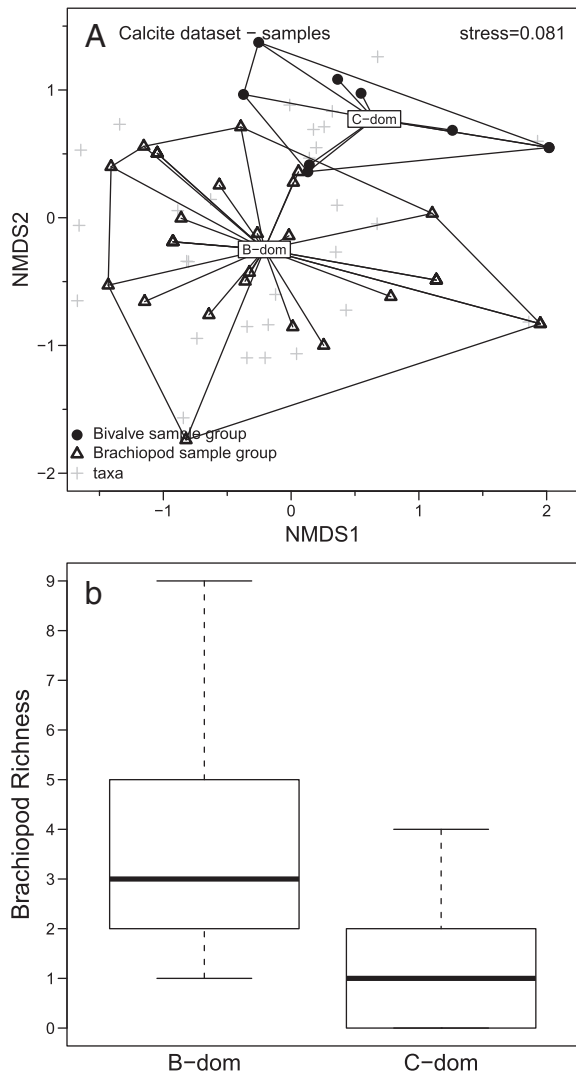 A Calcite dataset – samples stress=0.081
1
0
−1
−2
NMDS2
C−dom
B−dom
Bivalve sample group
Brachiopod sample group
taxa
−1 0 1 2
NMDS1
b
9
8
7
6
5
4
3
2
1
0
Brachiopod Richness
B−dom C−dom